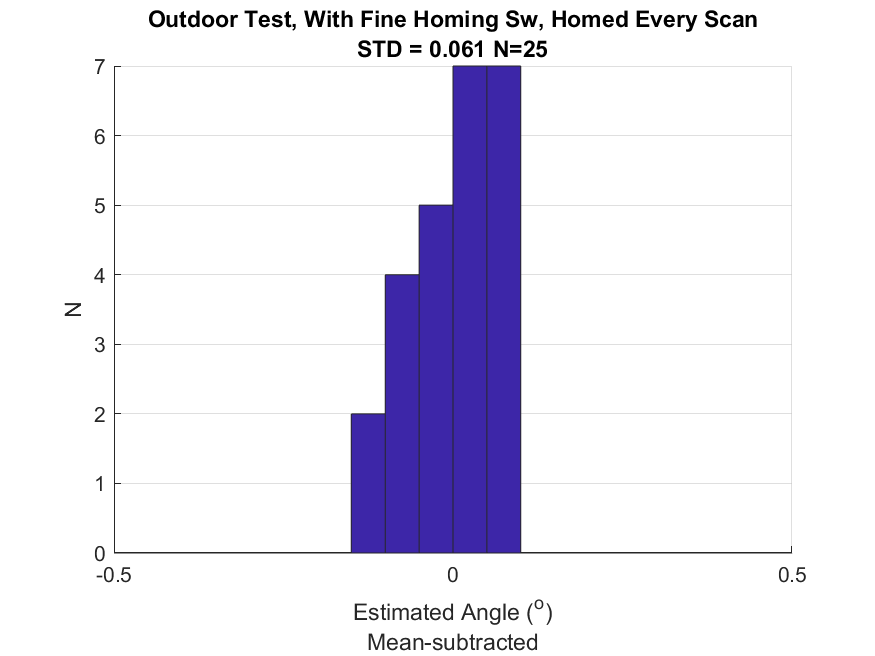 Outdoor Test, With Fine Homing Sw, Homed Every Scan
STD = 0.061 N=25
7
6
5
4
3
2
1
0
N
-0.5
0
0.5
Estimated Angle (o)
Mean-subtracted